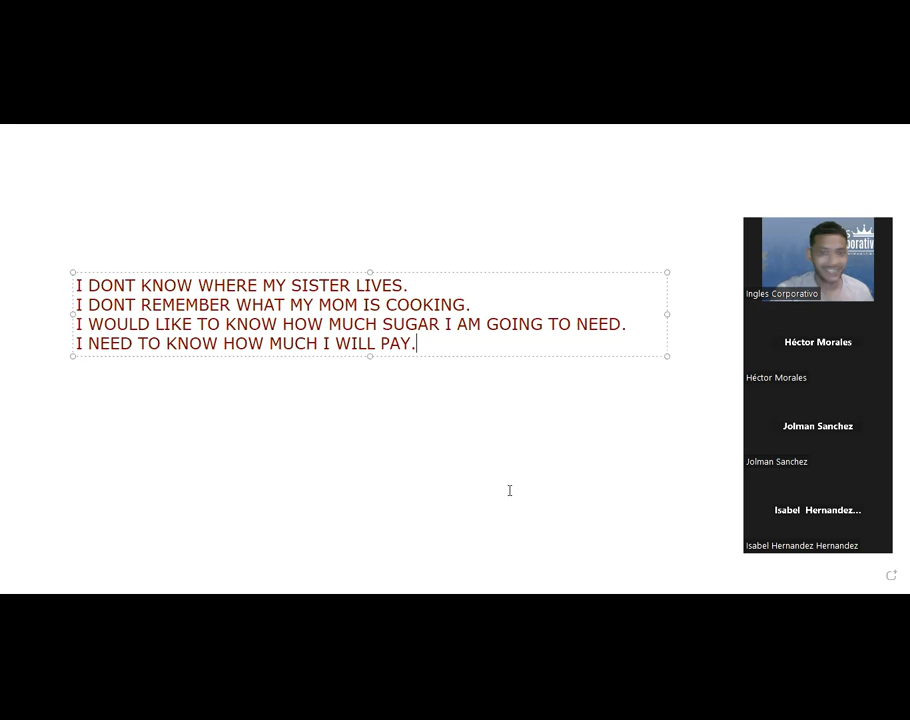 I DONT KNOW WHERE MY SISTER LIVES.
I DONT REMEMBER WHAT MY MOM IS COOKING.
I WOULD LIKE TO KNOW HOW MUCH SUGAR I AM GOING TO NEED.
I NEED TO KNOW HOW MUCH I WILL PAY.
Ingles Corporativo
Héctor Morales
Héctor Morales
Jolman Sanchez
Jolman Sanchez
Isabel Hernandez...
Isabel Hernandez Hernandez